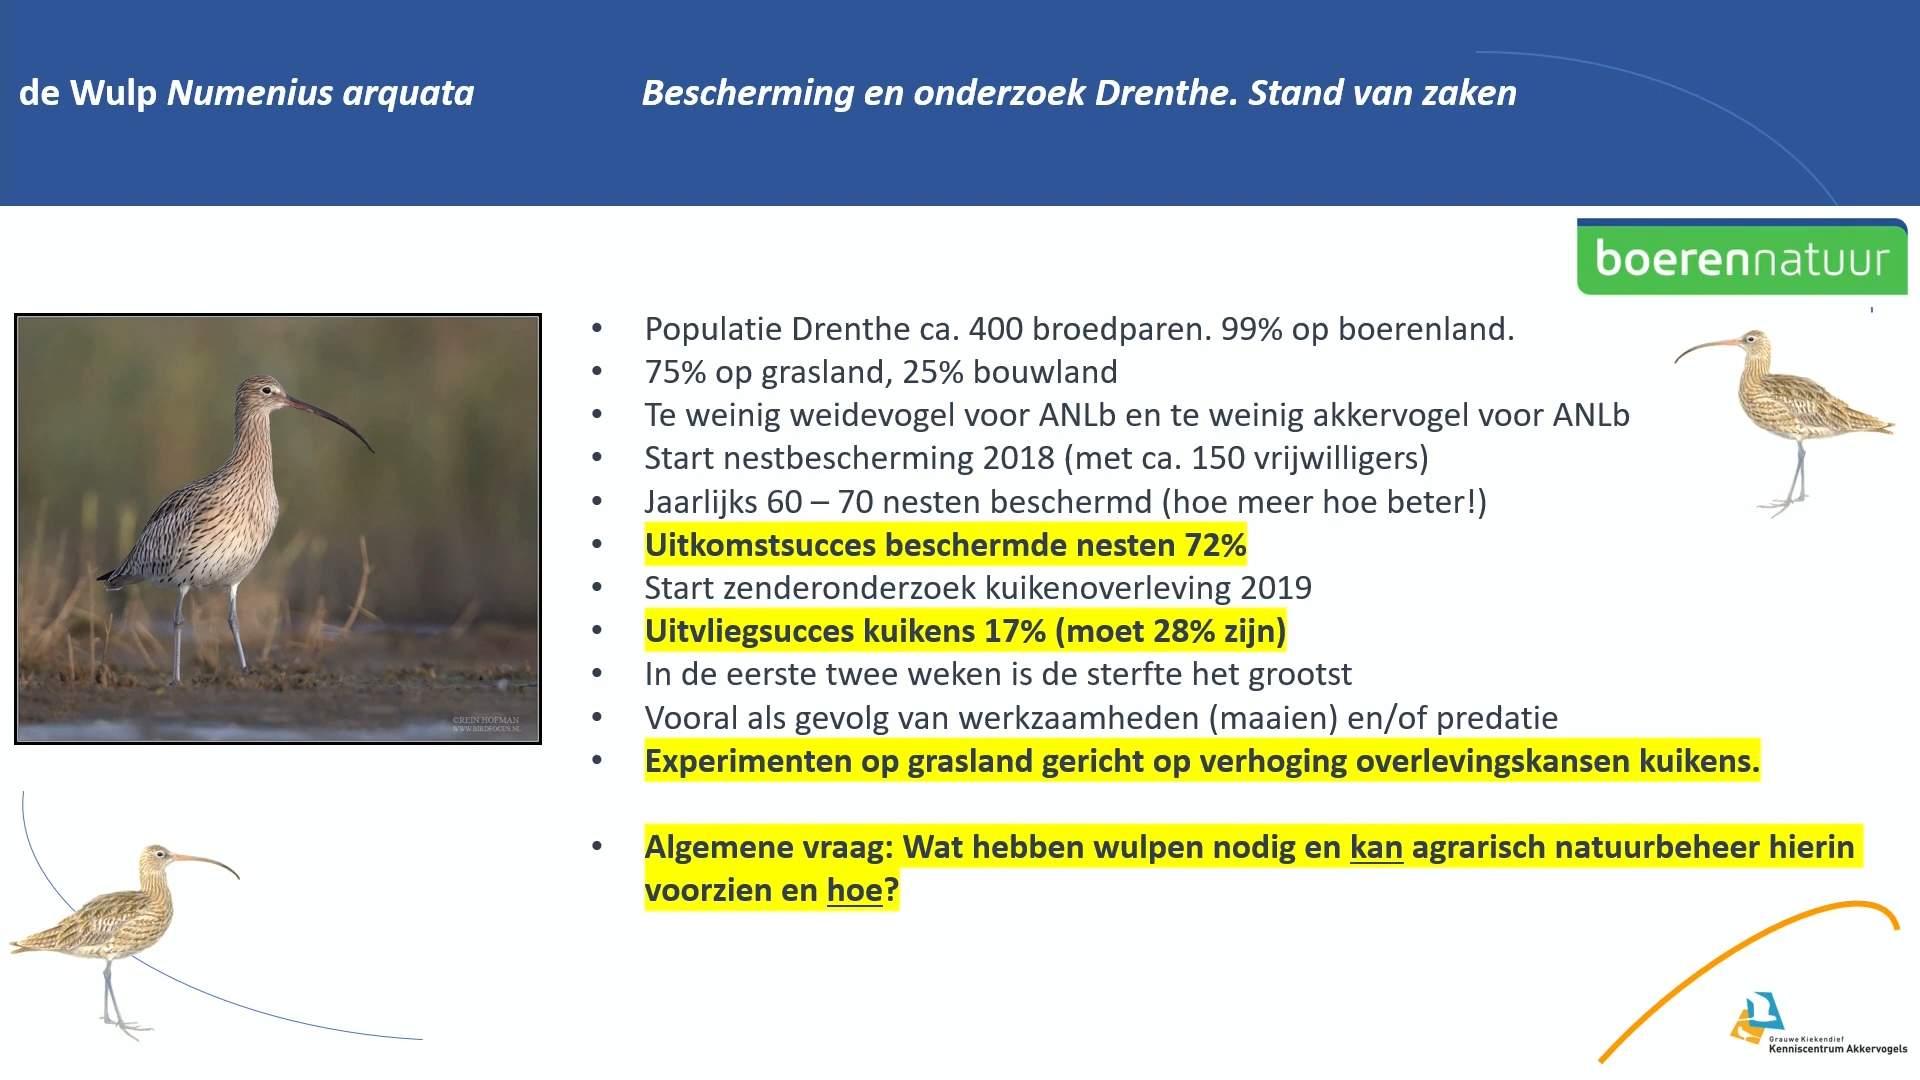 de Wulp Numenius arquata
Bescherming en onderzoek Drenthe. Stand van zaken
boerennatuur
• Populatie Drenthe ca. 400 broedparen. 99% op boerenland.
• 75% op grasland, 25% bouwland
• Te weinig weidevogel voor ANLb en te weinig akkervogel voor ANLb
• Start nestbescherming 2018 (met ca. 150 vrijwilligers)
• Jaarlijks 60 – 70 nesten beschermd (hoe meer hoe beter!)
• Uitkomstsucces beschermde nesten 72%
• Start zenderonderzoek kuikenoverleving 2019
• Uitvliegsucces kuikens 17% (moet 28% zijn)
• In de eerste twee weken is de sterfte het grootst
• Vooral als gevolg van werkzaamheden (maaien) en/of predatie
• Experimenten op grasland gericht op verhoging overlevingskansen kuikens.
• Algemene vraag: Wat hebben wulpen nodig en kan agrarisch natuurbeheer hierin
voorzien en hoe?
©REIN HOFMAN
WWW.BIRDFOCUS.NL
Grauwe Kiekendief
Kenniscentrum Akkervogels